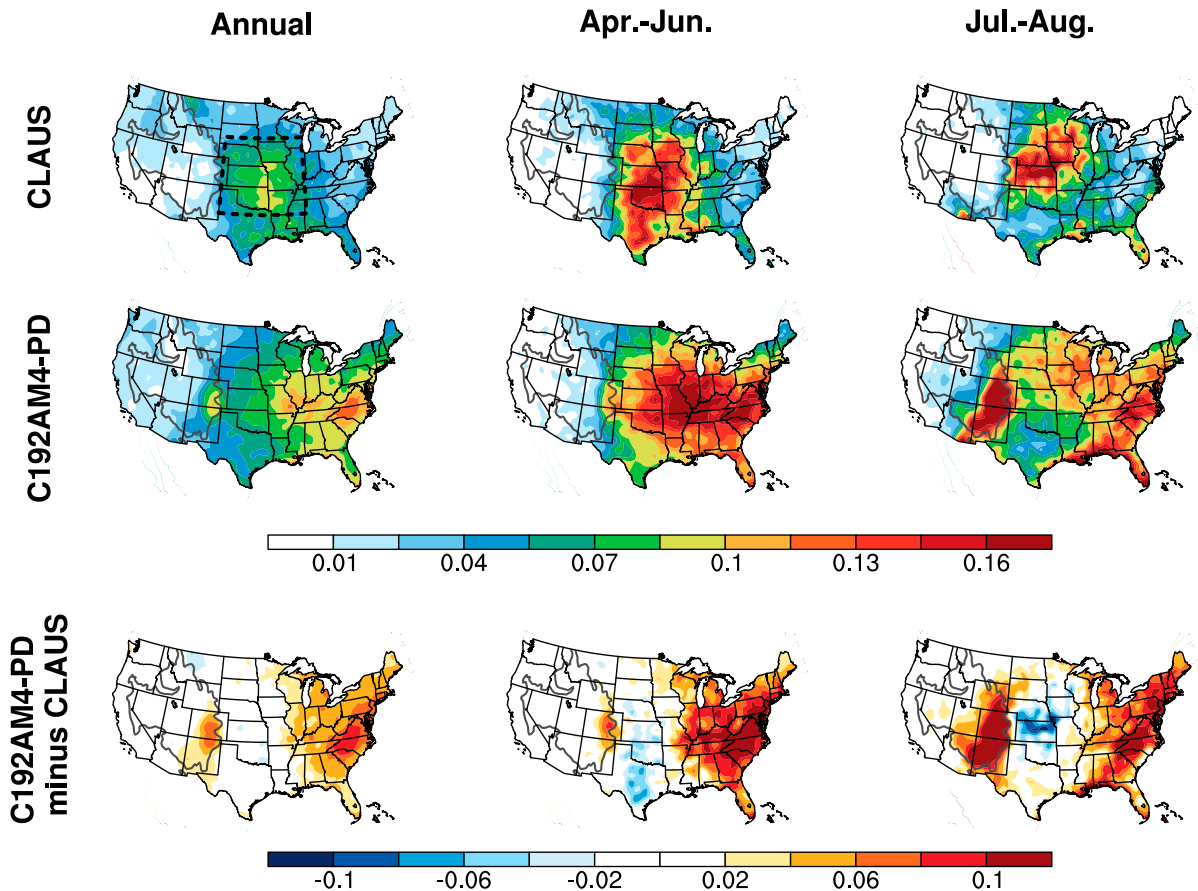 Annual Apr.-Jun. Jul.-Aug.
CLAUS
C192AM4-PD
0.01 0.04 0.07 0.1 0.13 0.16
C192AM4-PD
minus CLAUS
-0.1 -0.06 -0.02 0.02 0.06 0.1